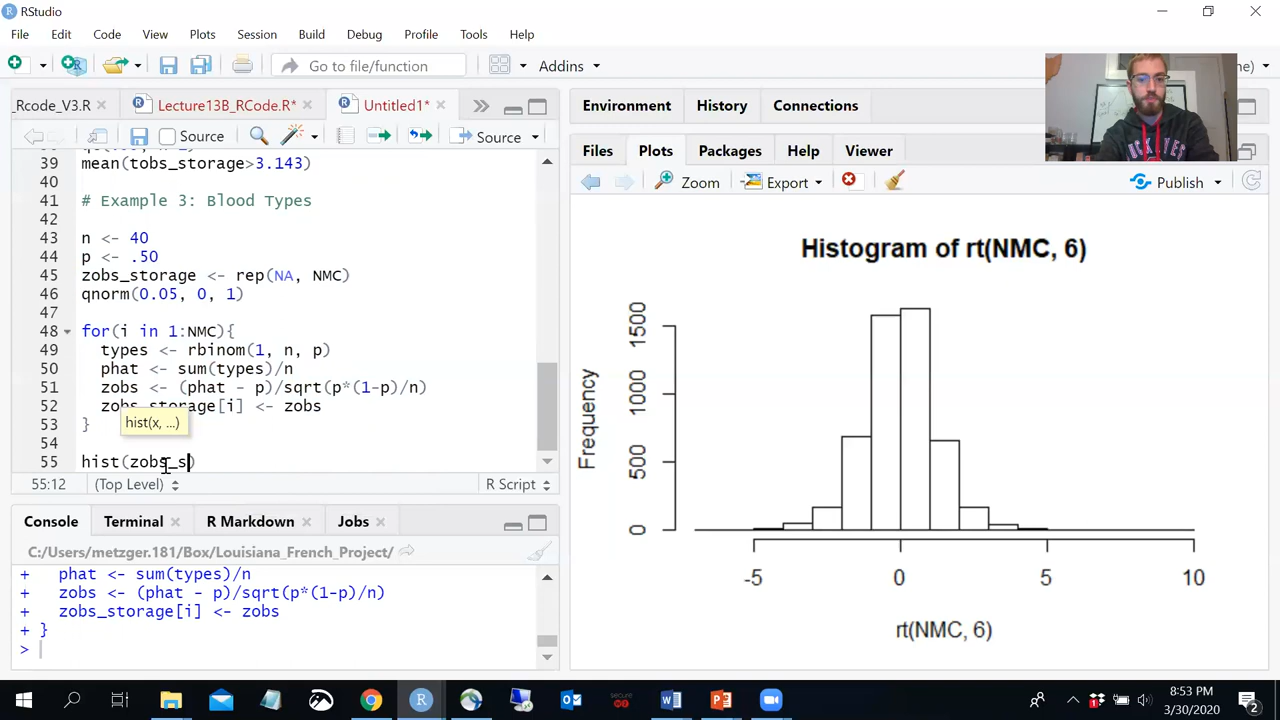 RStudio
File Edit Code View Plots Session Build Debug Profile Tools Help
Go to file/function Addins
_Rcode_V3.R Lecture13B_RCode.R* Untitled1*
Source Source
39 mean(tobs_storage>3.143)
40
41 # Example 3: Blood Types
42
43 n <- 40
44 p <- .50
45 zobs_storage <- rep(NA, NMC)
46 qnorm(0.05, 0, 1)
47
48 for(i in 1:NMC){
49 types <- rbinom(1, n, p)
50 phat <- sum(types)/n
51 zobs <- (phat - p)/sqrt(p*(1-p)/n)
52 zobs_storage[i] <- zobs
53 }
hist(x, ...)
54
55 hist(zobs_s)
55:12 (Top Level) R Script
Console Terminal R Markdown Jobs
C:/Users/metzger.181/Box/Louisiana_French_Project/
+ phat <- sum(types)/n
+ zobs <- (phat - p)/sqrt(p*(1-p)/n)
+ zobs_storage[i] <- zobs
+ }
>
Environment History Connections
Files Plots Packages Help Viewer
Zoom Export Publish
Histogram of rt(NMC, 6)
Frequency
1500
1000
500
0
-5 0 5 10
rt(NMC, 6)
8:53 PM
3/30/2020
2